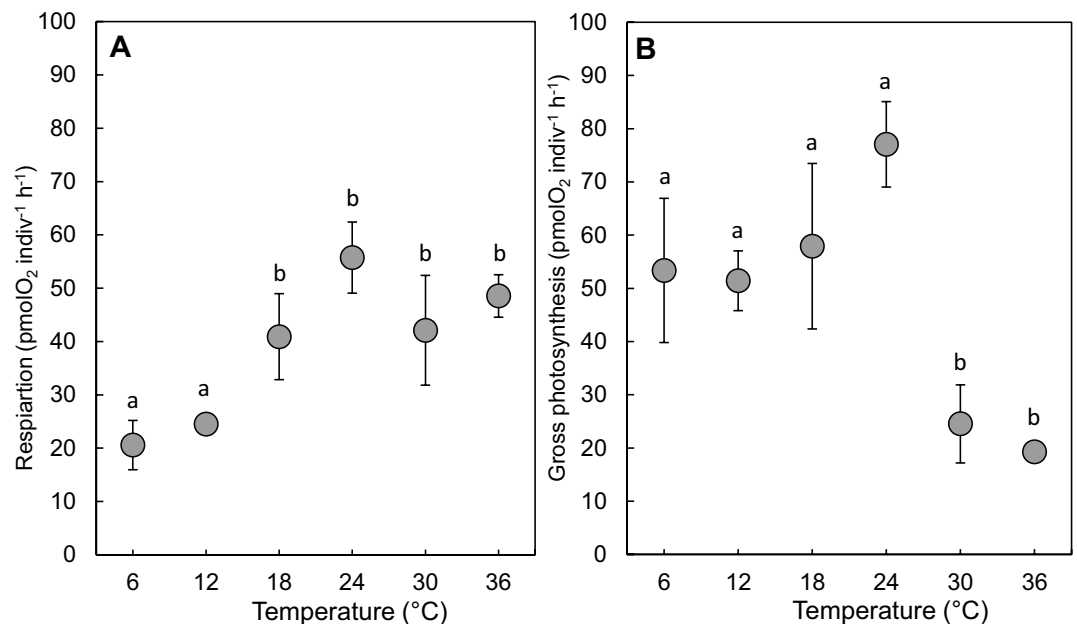 A
Respiartion (pmolO₂ indiv⁻¹ h⁻¹)
100
90
80
70
60
50
40
30
20
10
0
a
a
b
b
b
b
6 12 18 24 30 36
Temperature (°C)
B
Gross photosynthesis (pmolO₂ indiv⁻¹ h⁻¹)
100
90
80
70
60
50
40
30
20
10
0
a
a
a
a
b
b
6 12 18 24 30 36
Temperature (°C)